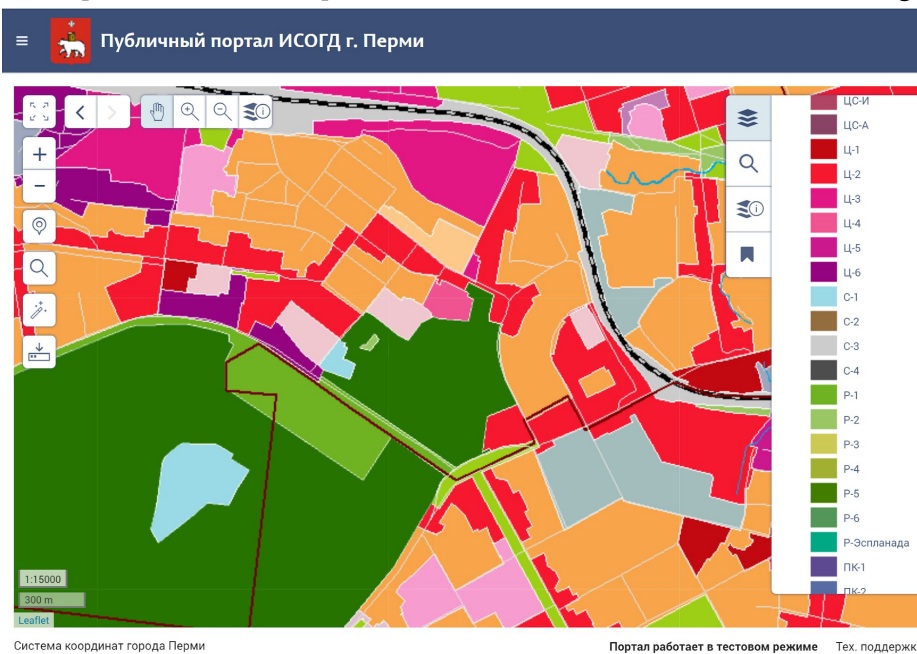 Публичный портал ИСОГД г. Перми
ЦС-И
ЦС-А
Ц-1
Ц-2
Ц-3
Ц-4
Ц-5
Ц-6
С-1
С-2
С-3
С-4
Р-1
Р-2
Р-3
Р-4
Р-5
Р-6
Р-Эспланада
ПК-1
ПК-2
1:15000
300 m
Leaflet
Система координат города Перми
Портал работает в тестовом режиме
Тех. поддержк